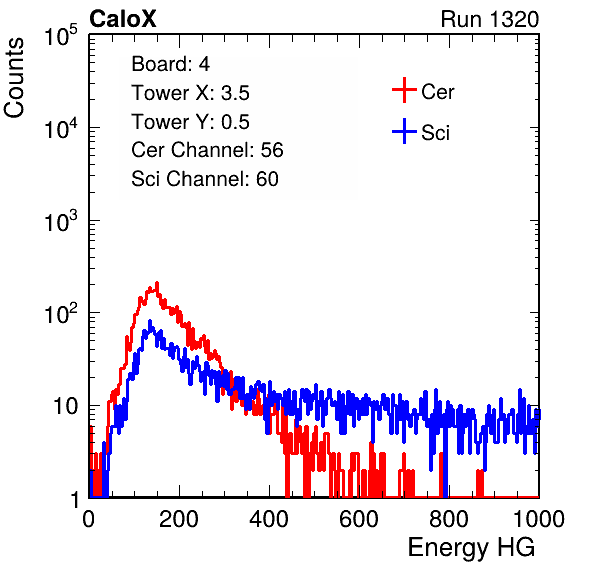 CaloX Run 1320
Counts
Board: 4
Tower X: 3.5
Tower Y: 0.5
Cer Channel: 56
Sci Channel: 60
Cer
Sci
10^5
10^4
10^3
10^2
10
1
0 200 400 600 800 1000
Energy HG